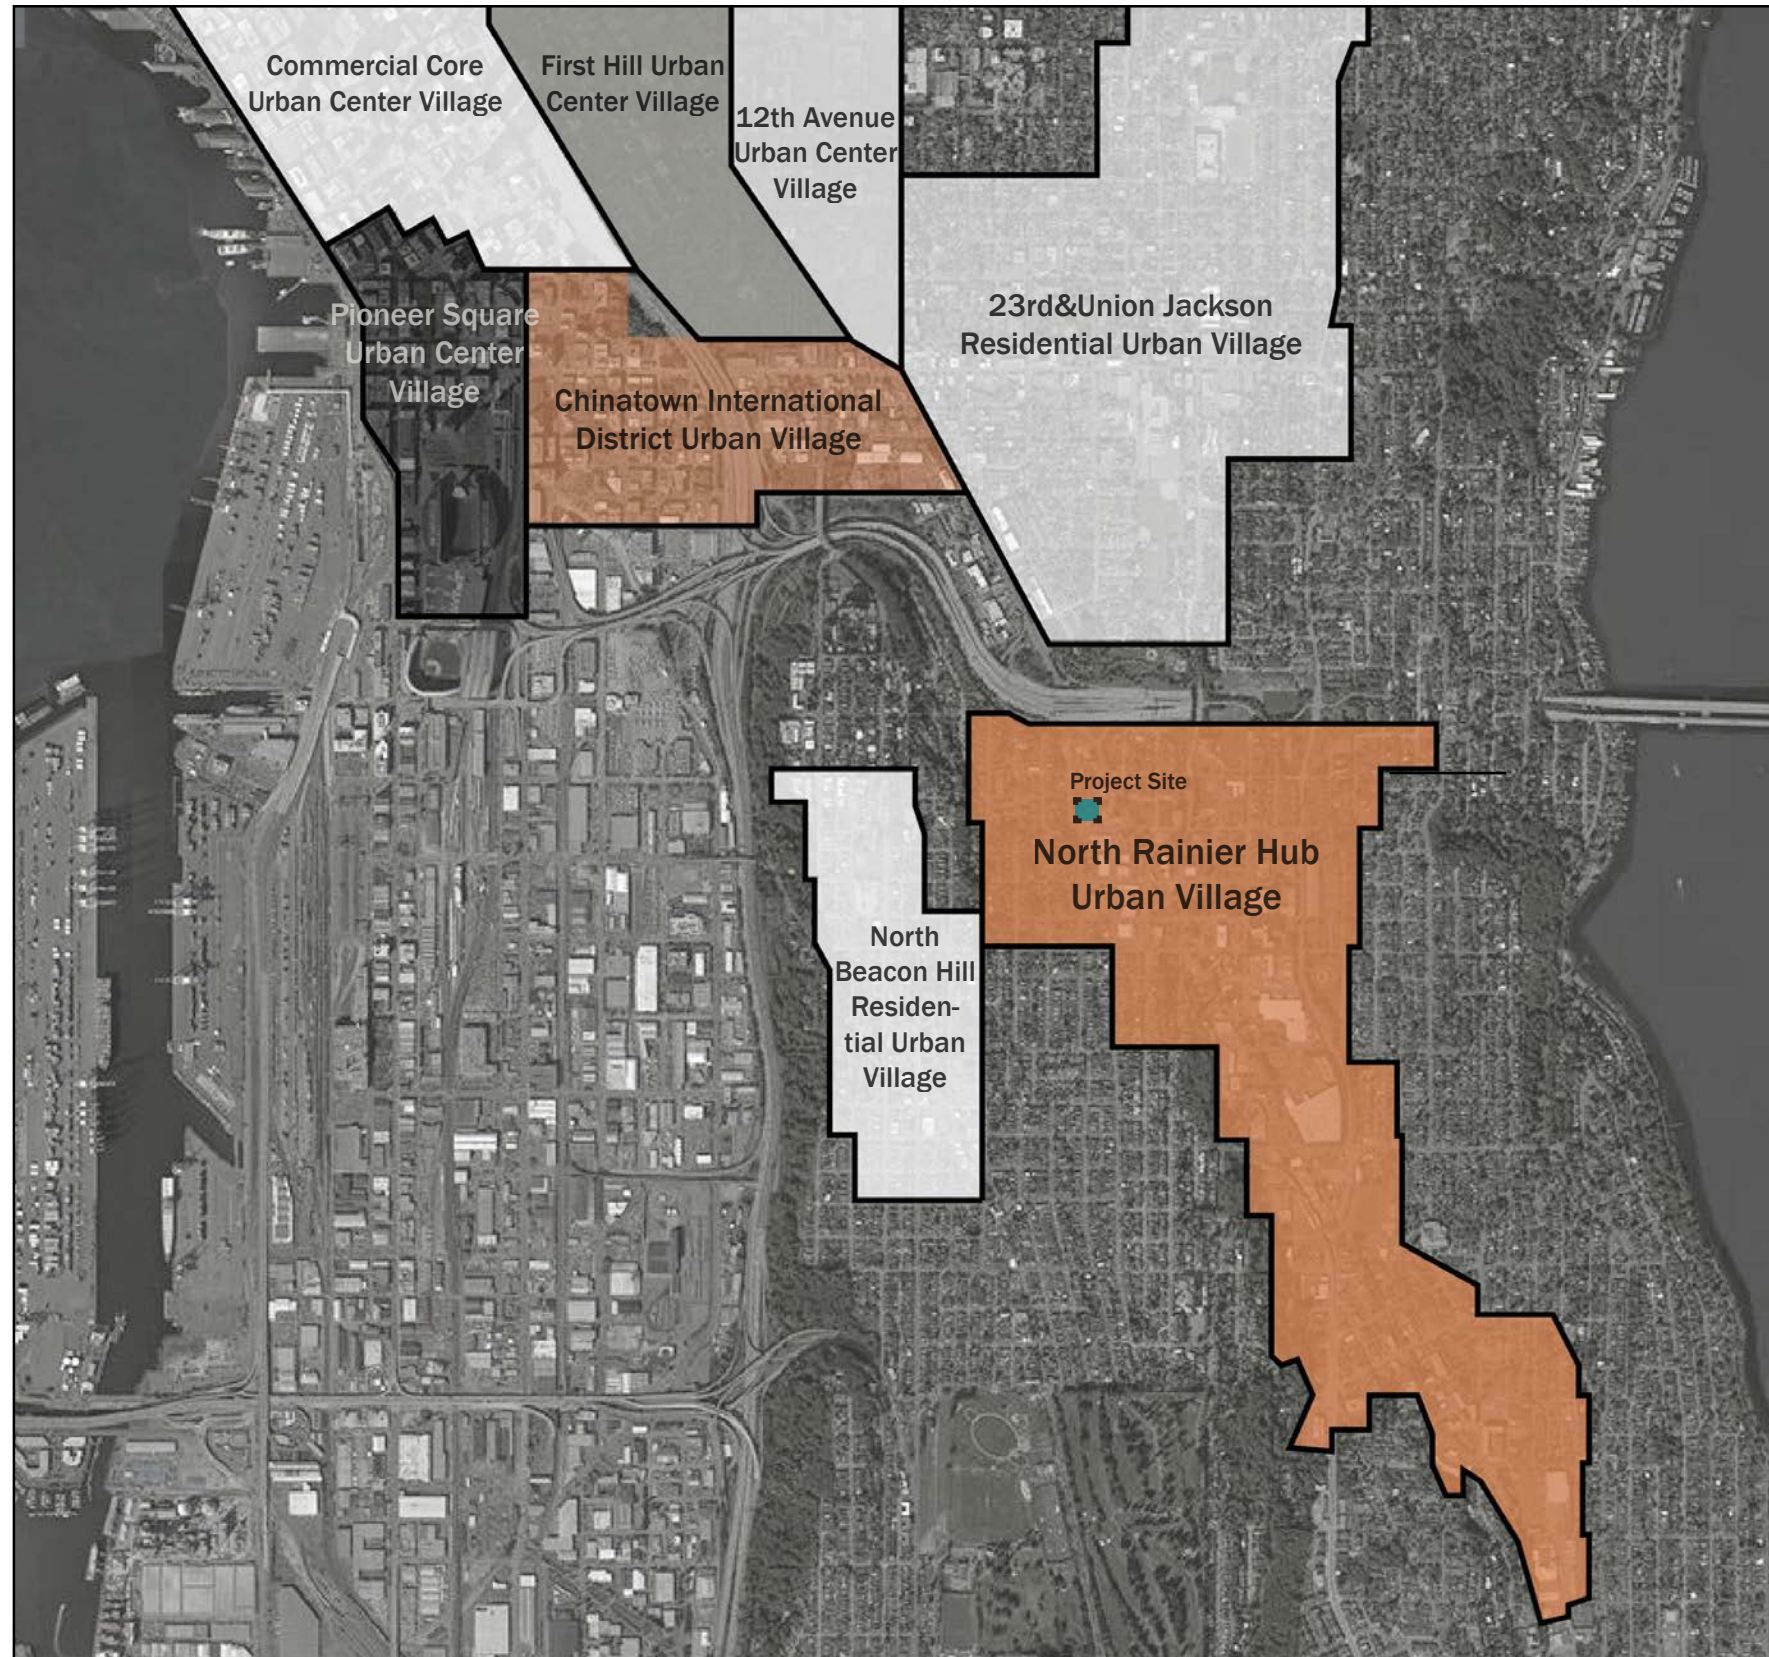 Commercial Core
Urban Center Village
First Hill Urban
Center Village
12th Avenue
Urban Center
Village
23rd&Union Jackson
Residential Urban Village
Pioneer Square
Urban Center
Village
Chinatown International
District Urban Village
Project Site
North Rainier Hub
Urban Village
North
Beacon Hill
Residen-
tial Urban
Village